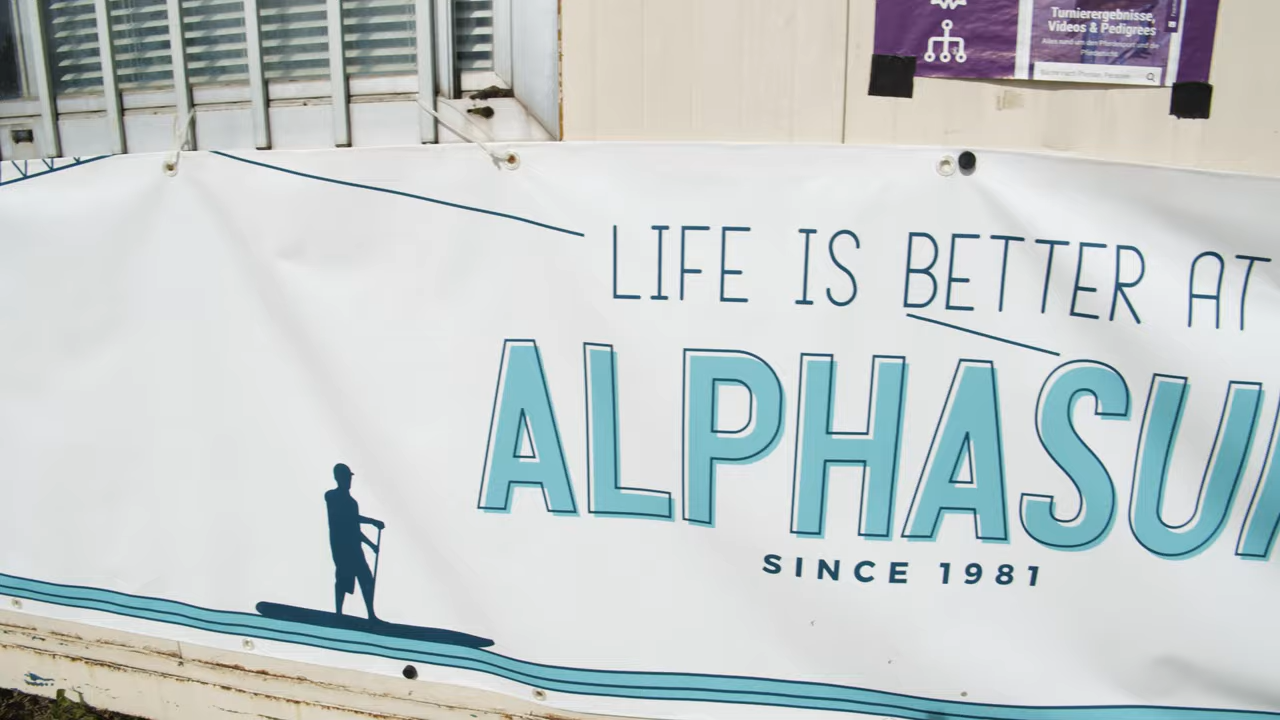 Turnierergebnisse,
Videos & Pedigrees
LIFE IS BETTER AT
ALPHASU
SINCE 1981